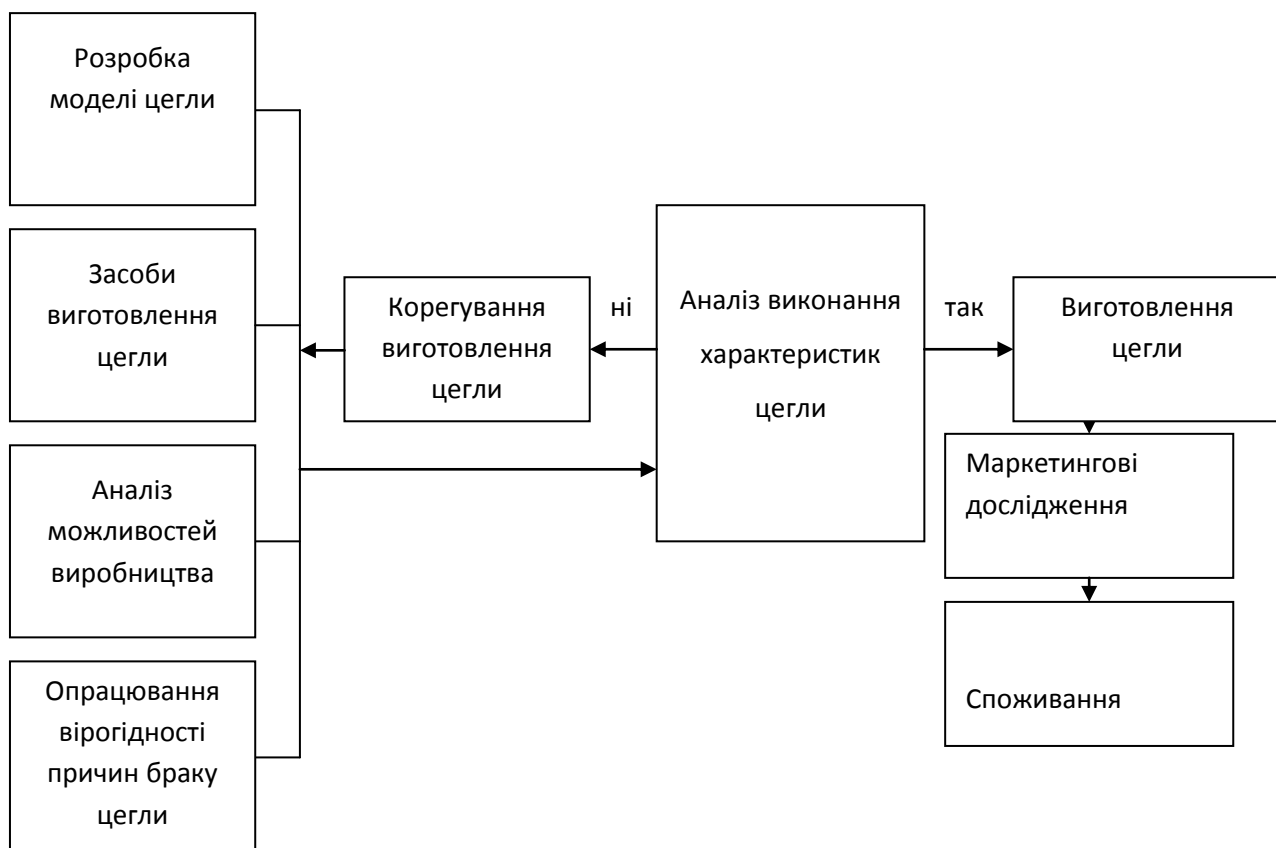 Розробка
моделі цегли
Засоби
виготовлення
цегли
Аналіз
можливостей
виробництва
Опрацювання
вірогідності
причин браку
цегли
Корегування
виготовлення
цегли
ні
Аналіз виконання
характеристик
цегли
так
Виготовлення
цегли
Маркетингові
дослідження
Споживання